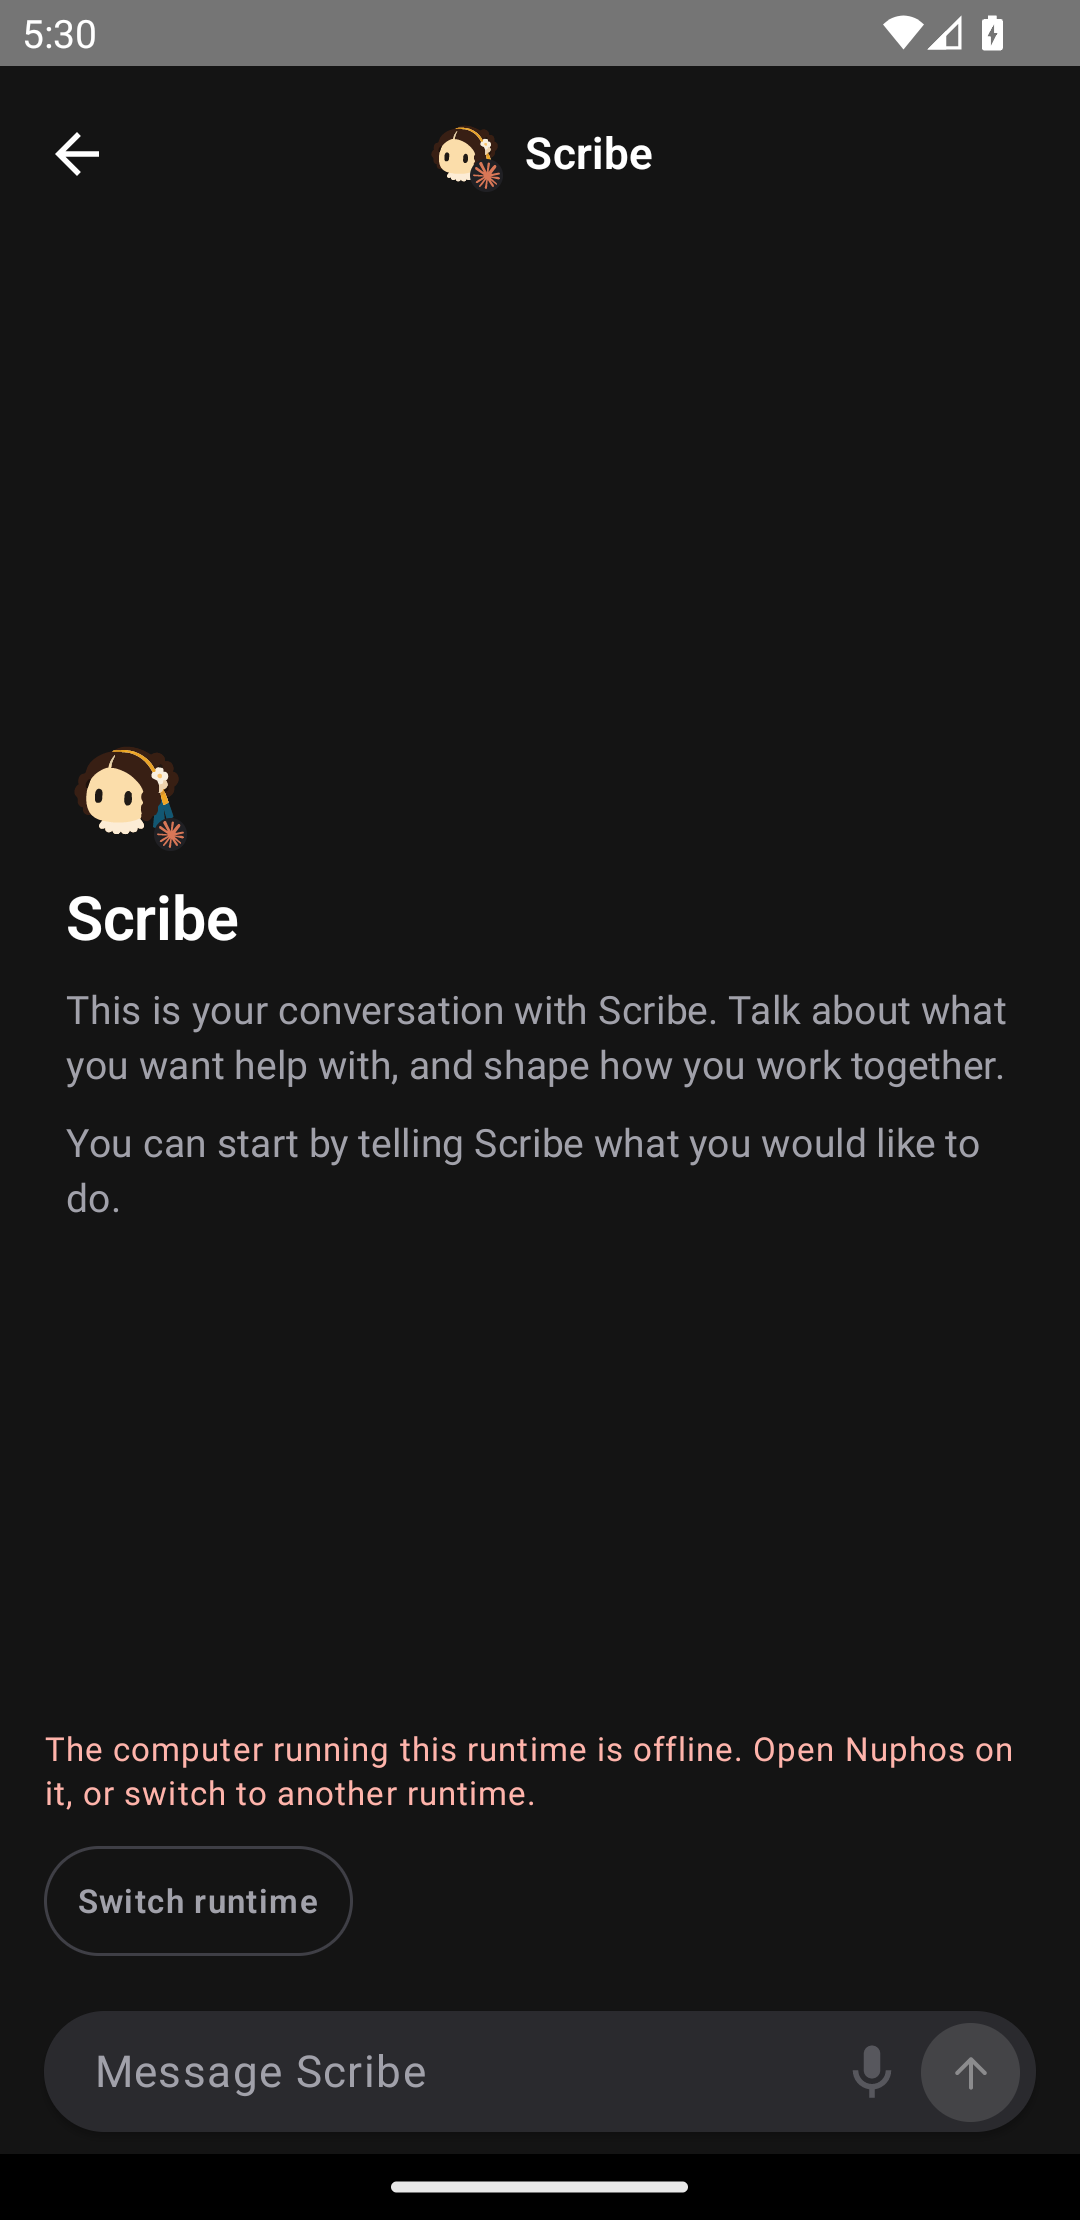 5:30
Scribe
Scribe
This is your conversation with Scribe. Talk about what
you want help with, and shape how you work together.
You can start by telling Scribe what you would like to
do.
The computer running this runtime is offline. Open Nuphos on
it, or switch to another runtime.
Switch runtime
Message Scribe